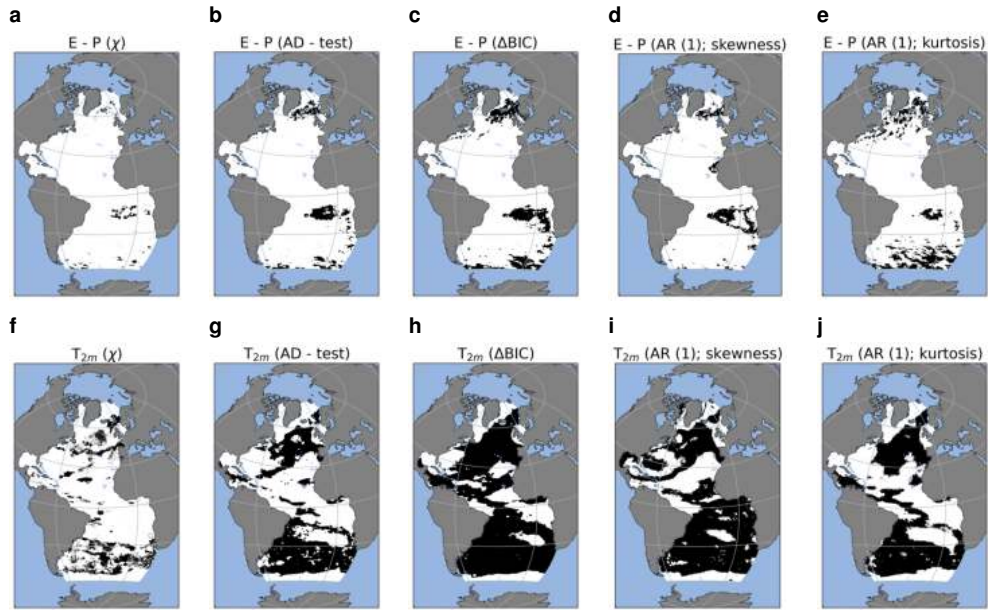 a b c d e
E - P (χ) E - P (AD - test) E - P (ΔBIC) E - P (AR (1); skewness) E - P (AR (1); kurtosis)
f g h i j
T₂ₘ (χ) T₂ₘ (AD - test) T₂ₘ (ΔBIC) T₂ₘ (AR (1); skewness) T₂ₘ (AR (1); kurtosis)